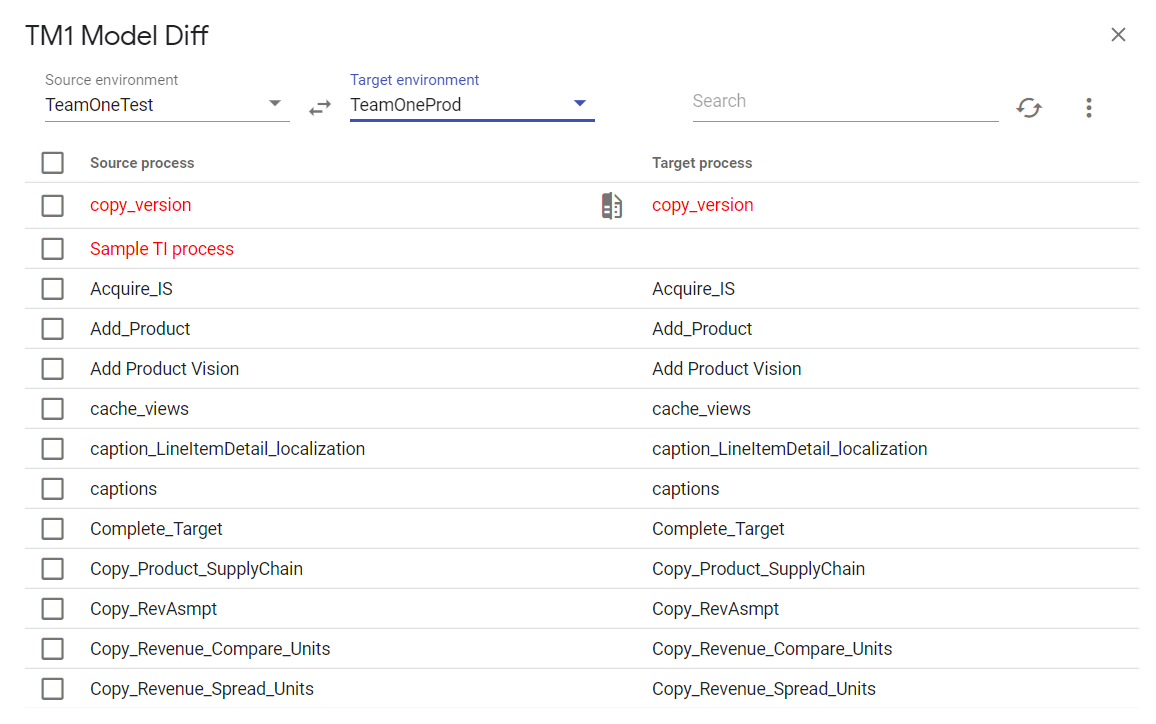 TM1 Model Diff
Source environment
Target environment
TeamOneTest
TeamOneProd
Search
Source process
Target process
copy_version
copy_version
Sample TI process
Acquire_IS
Acquire_IS
Add_Product
Add_Product
Add Product Vision
Add Product Vision
cache_views
cache_views
caption_LineItemDetail_localization
caption_LineItemDetail_localization
captions
captions
Complete_Target
Complete_Target
Copy_Product_SupplyChain
Copy_Product_SupplyChain
Copy_RevAsmpt
Copy_RevAsmpt
Copy_Revenue_Compare_Units
Copy_Revenue_Compare_Units
Copy_Revenue_Spread_Units
Copy_Revenue_Spread_Units